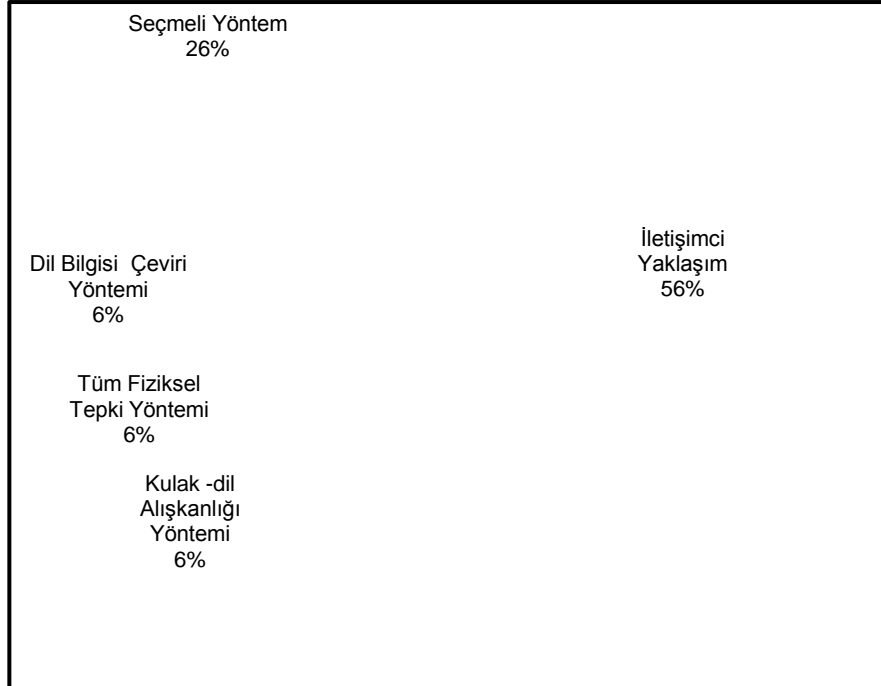 Seçmeli Yöntem
26%
İletişimci
Yaklaşım
56%
Dil Bilgisi  Çeviri
Yöntemi
6%
Tüm Fiziksel
Tepki Yöntemi
6%
Kulak -dil
Alışkanlığı
Yöntemi
6%